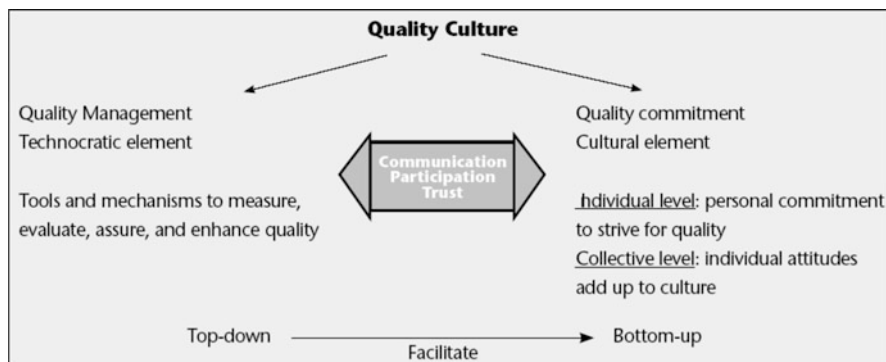 Quality Culture
Quality Management
Technocratic element
Tools and mechanisms to measure,
evaluate, assure, and enhance quality
Communication
Participation
Trust
Quality commitment
Cultural element
Individual level: personal commitment
to strive for quality
Collective level: individual attitudes
add up to culture
Top-down
Facilitate
Bottom-up